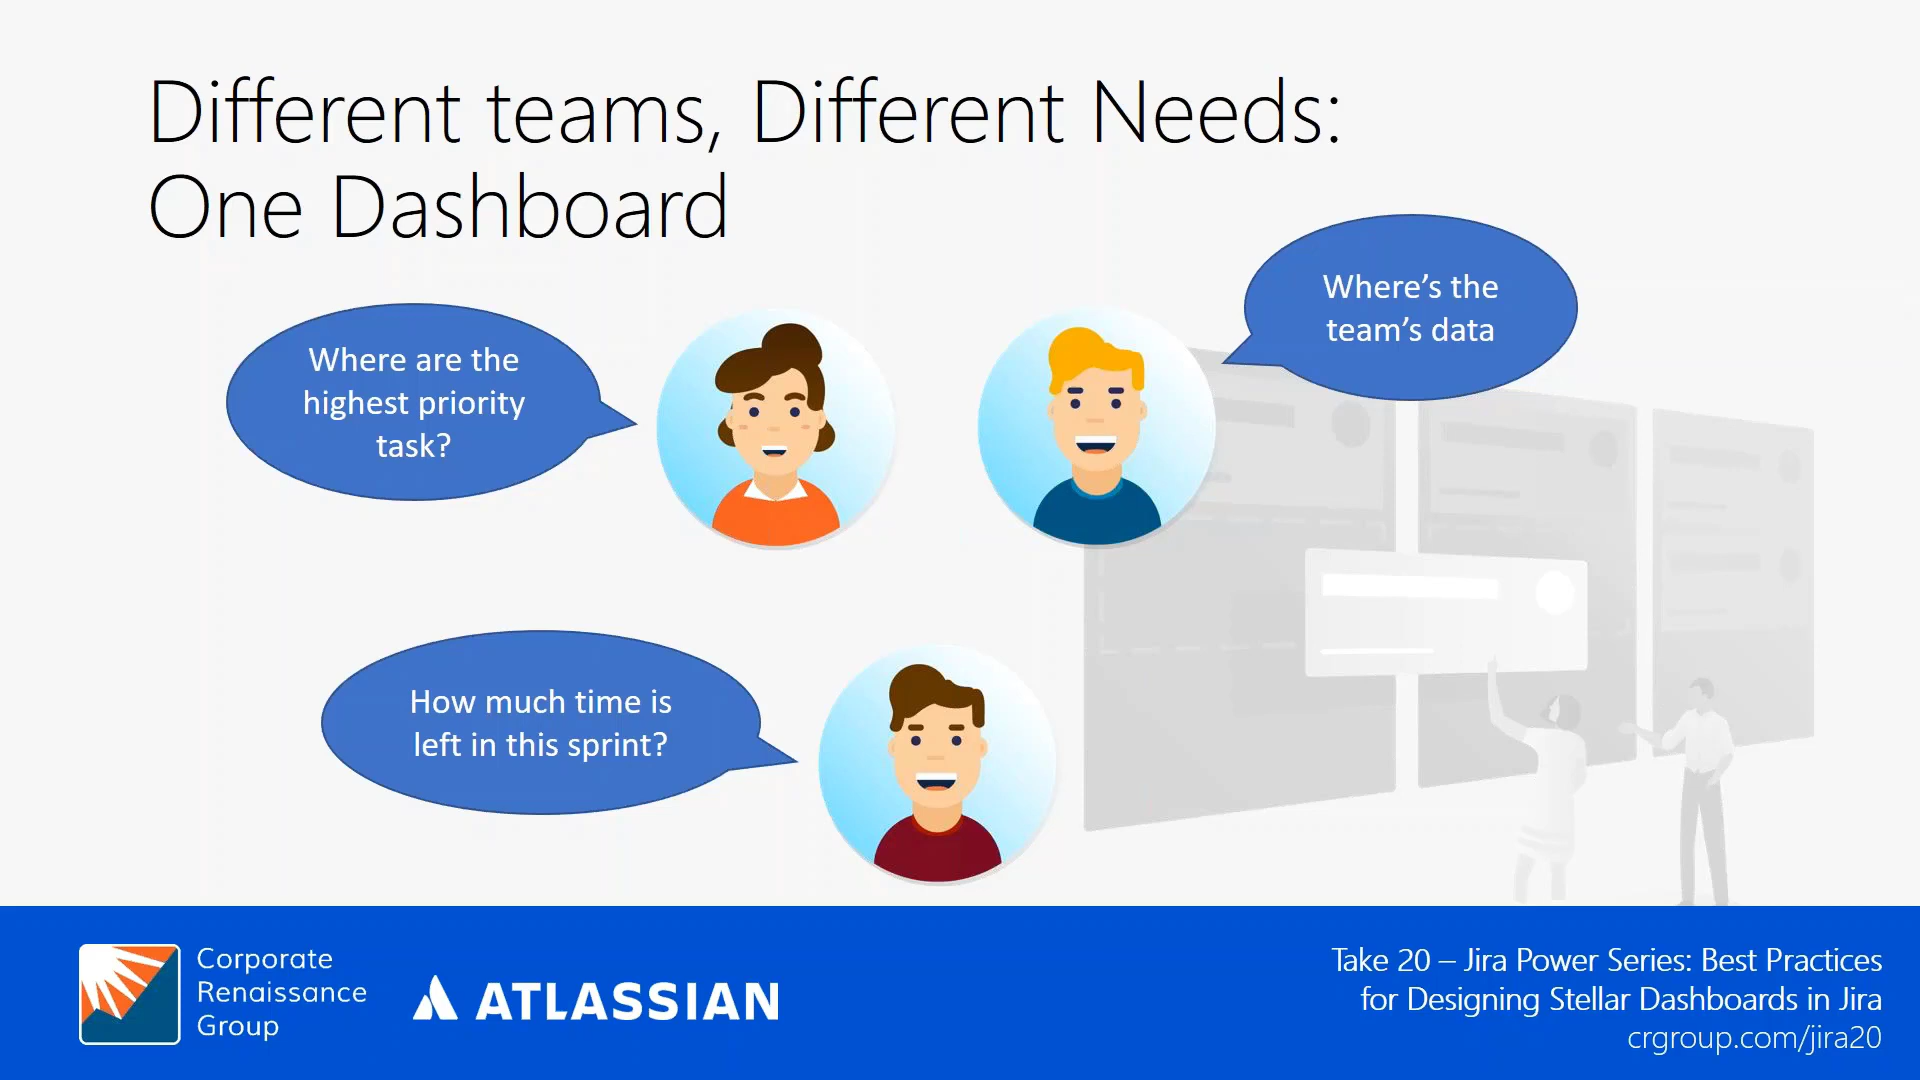 Different teams, Different Needs:
One Dashboard
Where's the
team's data
Where are the
highest priority
task?
How much time is
left in this sprint?
Corporate
Renaissance
Group
ATLASSIAN
Take 20 – Jira Power Series: Best Practices
for Designing Stellar Dashboards in Jira
crgroup.com/jira20